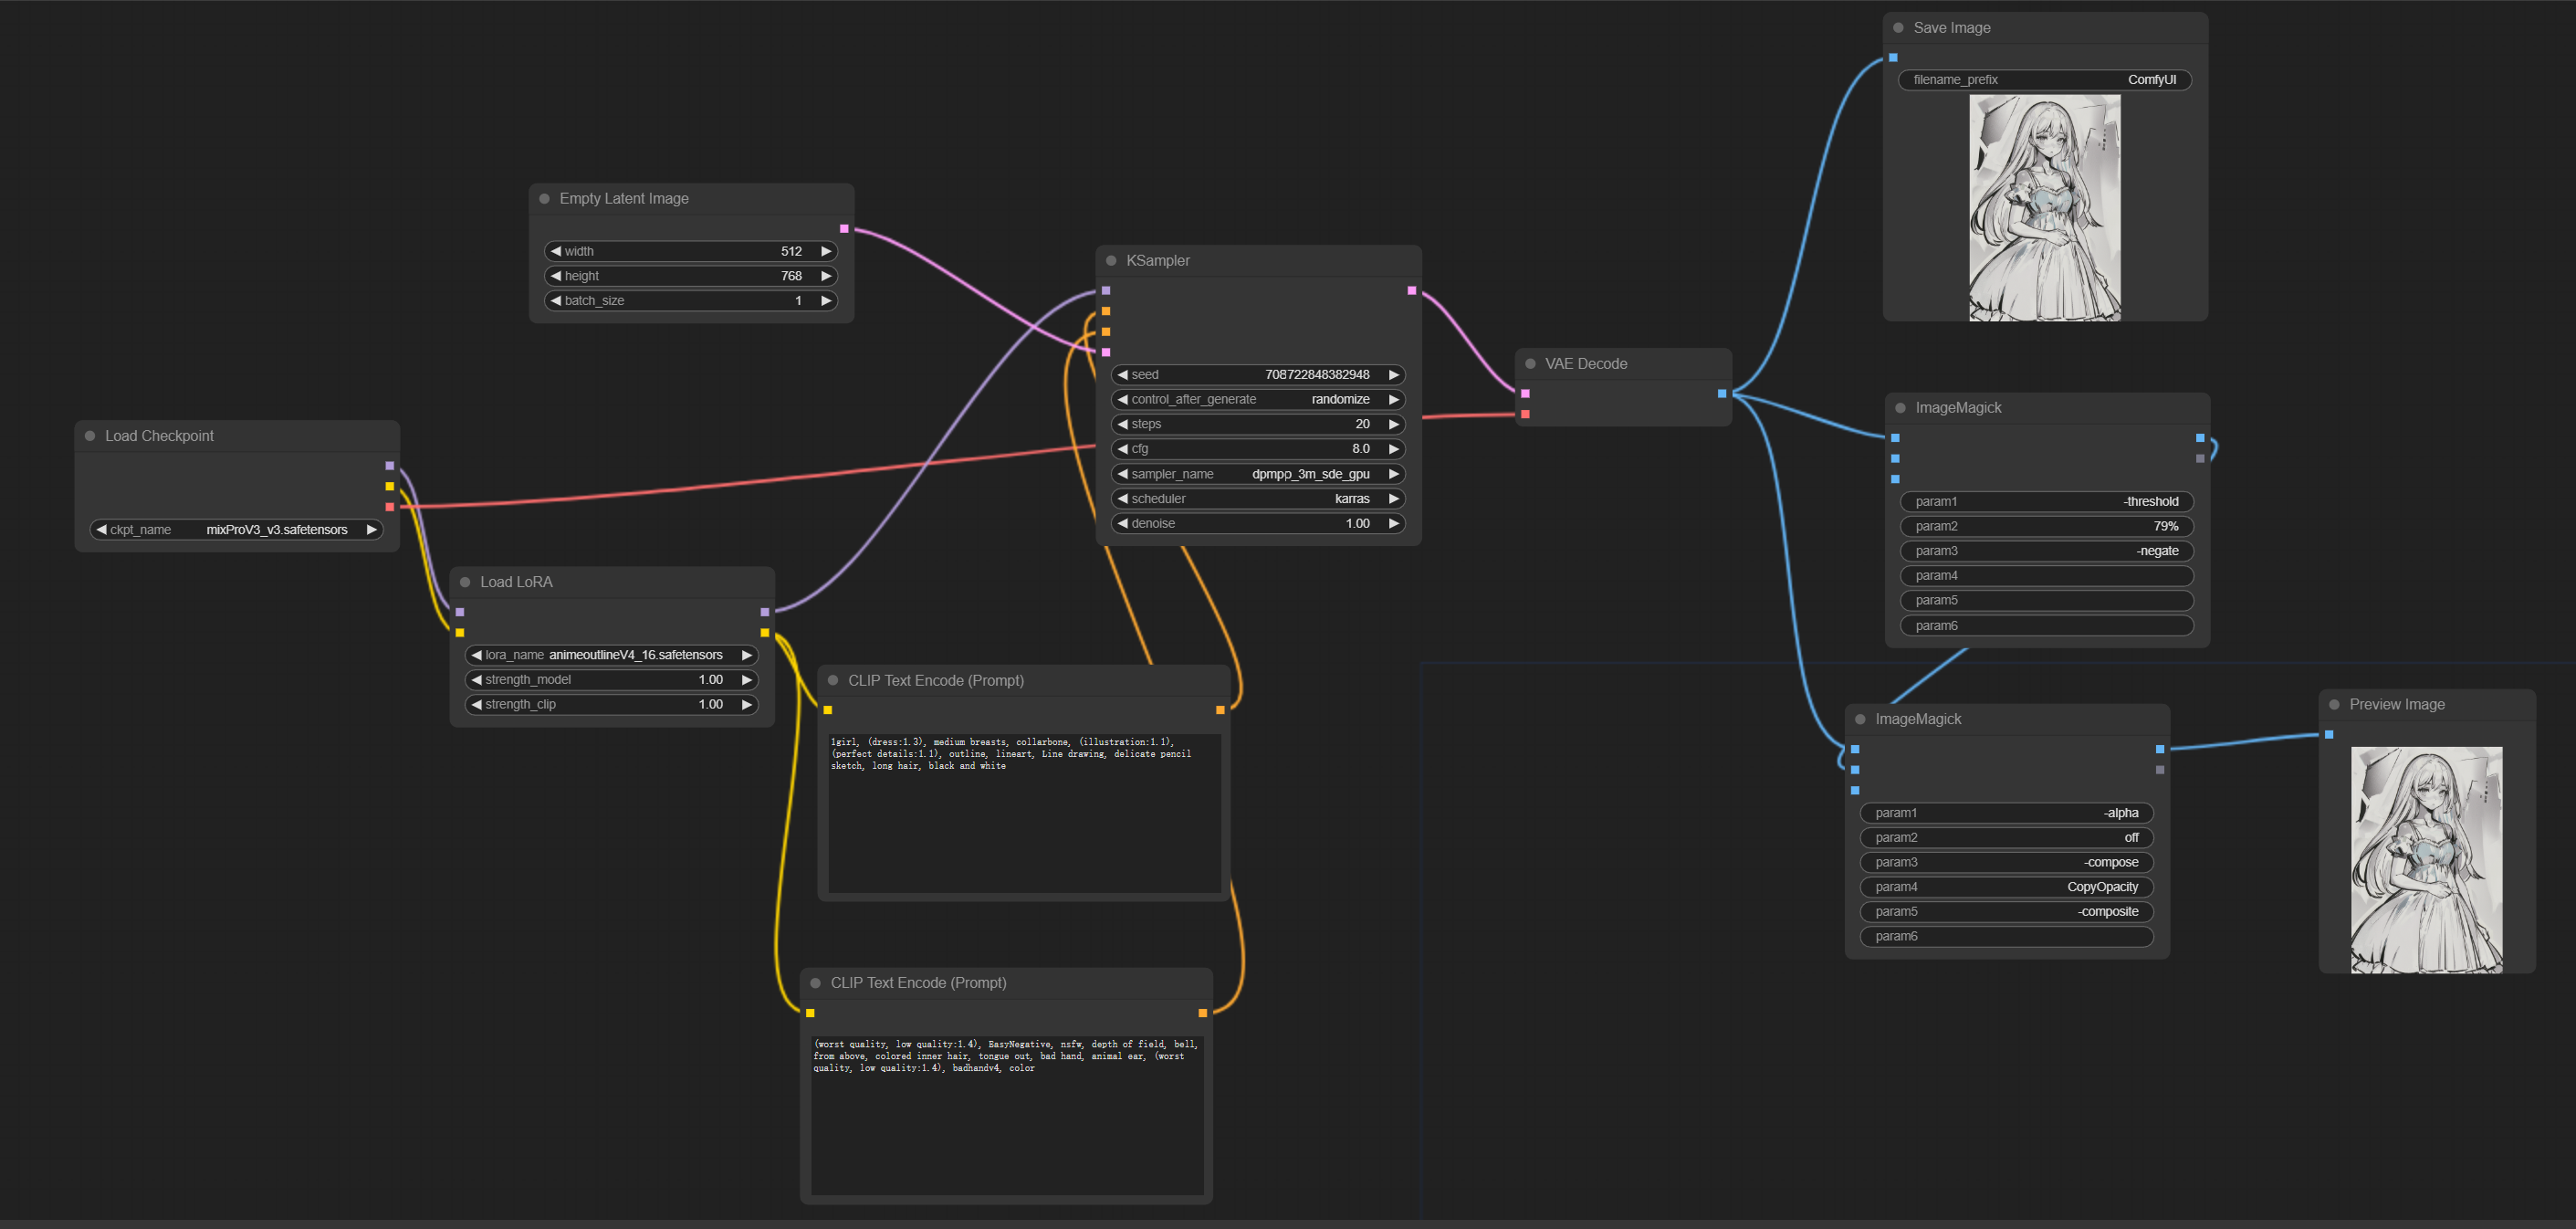 Save Image
filename_prefix ComfyUI
Empty Latent Image
width 512
height 768
batch_size 1
KSampler
seed 708722848382948
control_after_generate randomize
steps 20
cfg 8.0
sampler_name dpmpp_3m_sde_gpu
scheduler karras
denoise 1.00
VAE Decode
ImageMagick
param1 -threshold
param2 79%
param3 -negate
param4
param5
param6
Load Checkpoint
ckpt_name mixProV3_v3.safetensors
Load LoRA
lora_name animeoutlineV4_16.safetensors
strength_model 1.00
strength_clip 1.00
CLIP Text Encode (Prompt)
1girl, (dress:1.3), medium breasts, collarbone, (illustration:1.1),
(perfect details:1.1), outline, lineart, Line drawing, delicate pencil
sketch, long hair, black and white
ImageMagick
param1 -alpha
param2 off
param3 -compose
param4 CopyOpacity
param5 -composite
param6
Preview Image
CLIP Text Encode (Prompt)
(worst quality, low quality:1.4), EasyNegative, nsfw, depth of field, bell,
from above, colored inner hair, tongue out, bad hand, animal ear, (worst
quality, low quality:1.4), badhandv4, color